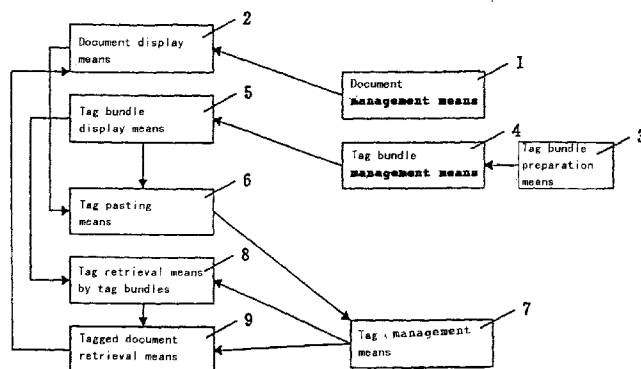 2
Document display
means
1
Document
management means
5
Tag bundle
display means
4
Tag bundle
management means
3
Tag bundle
preparation
means
6
Tag pasting
means
8
Tag retrieval means
by tag bundles
7
Tag management
means
9
Tagged document
retrieval means